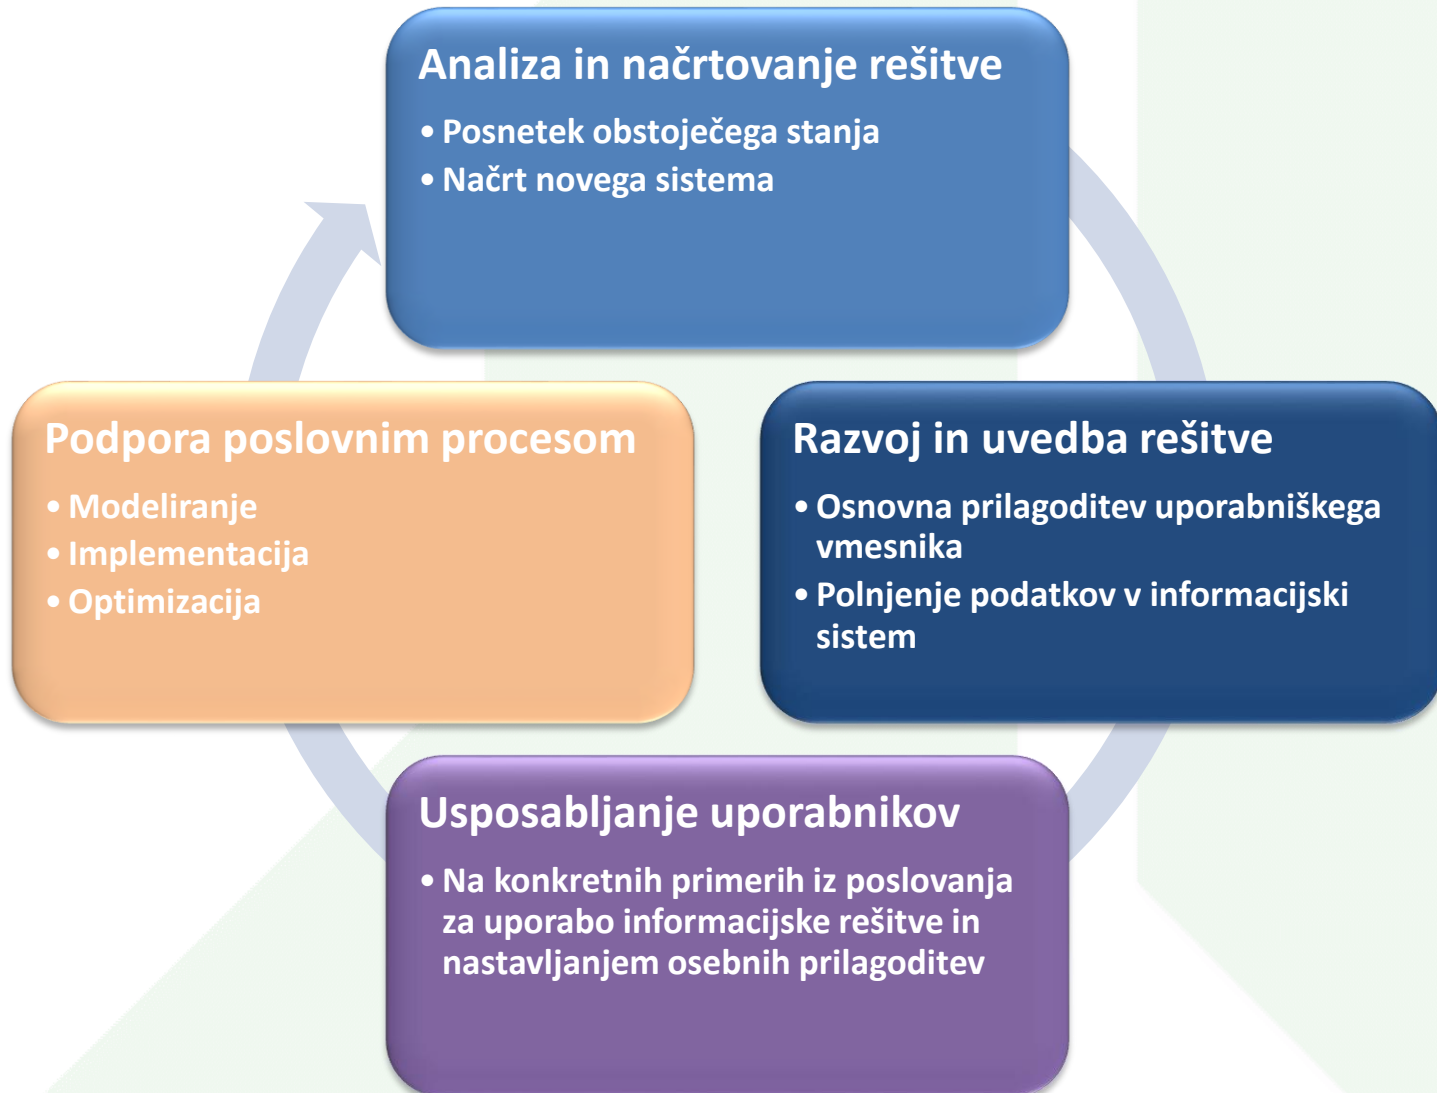 Analiza in načrtovanje rešitve
• Posnetek obstoječega stanja
• Načrt novega sistema
Podpora poslovnim procesom
• Modeliranje
• Implementacija
• Optimizacija
Razvoj in uvedba rešitve
• Osnovna prilagoditev uporabniškega
vmesnika
• Polnjenje podatkov v informacijski
sistem
Usposabljanje uporabnikov
• Na konkretnih primerih iz poslovanja
za uporabo informacijske rešitve in
nastavljanjem osebnih prilagoditev